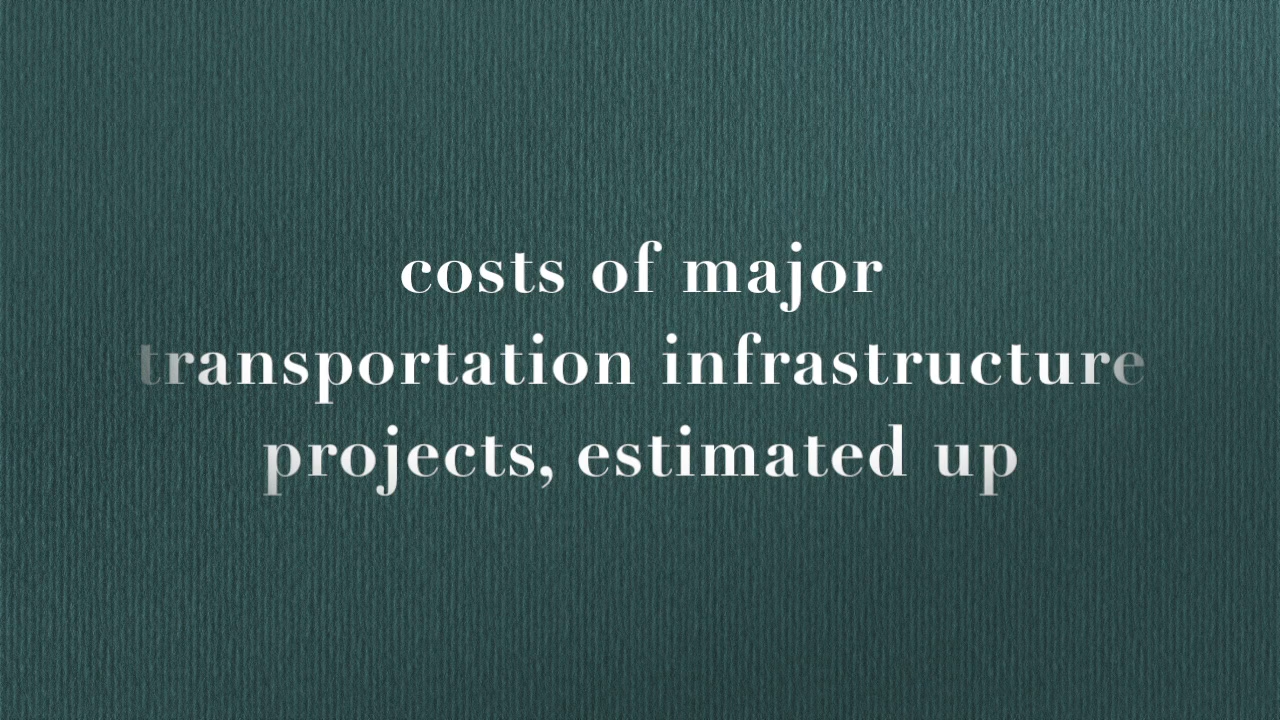 costs of major
transportation infrastructure
projects, estimated up